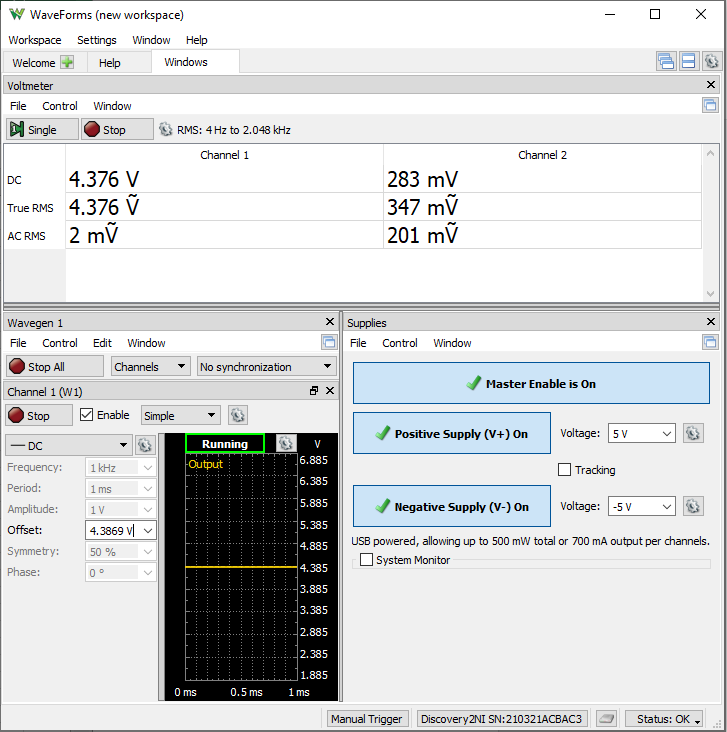 WaveForms (new workspace)
Workspace Settings Window Help
Welcome Help Windows
Voltmeter
File Control Window
Single Stop RMS: 4 Hz to 2.048 kHz
Channel 1 Channel 2
DC 4.376 V 283 mV
True RMS 4.376 Ṽ 347 mṼ
AC RMS 2 mṼ 201 mṼ
Wavegen 1
File Control Edit Window
Stop All Channels No synchronization
Channel 1 (W1)
Stop Enable Simple
DC
Frequency: 1 kHz
Period: 1 ms
Amplitude: 1 V
Offset: 4.3869 V
Symmetry: 50 %
Phase: 0 °
Running V
Output
6.885
6.385
5.885
5.385
4.885
4.385
3.885
3.385
2.885
2.385
1.885
0 ms 0.5 ms 1 ms
Supplies
File Control Window
Master Enable is On
Positive Supply (V+) On Voltage: 5 V
Tracking
Negative Supply (V-) On Voltage: -5 V
USB powered, allowing up to 500 mW total or 700 mA output per channels.
System Monitor
Manual Trigger Discovery2NI SN:210321ACBAC3 Status: OK